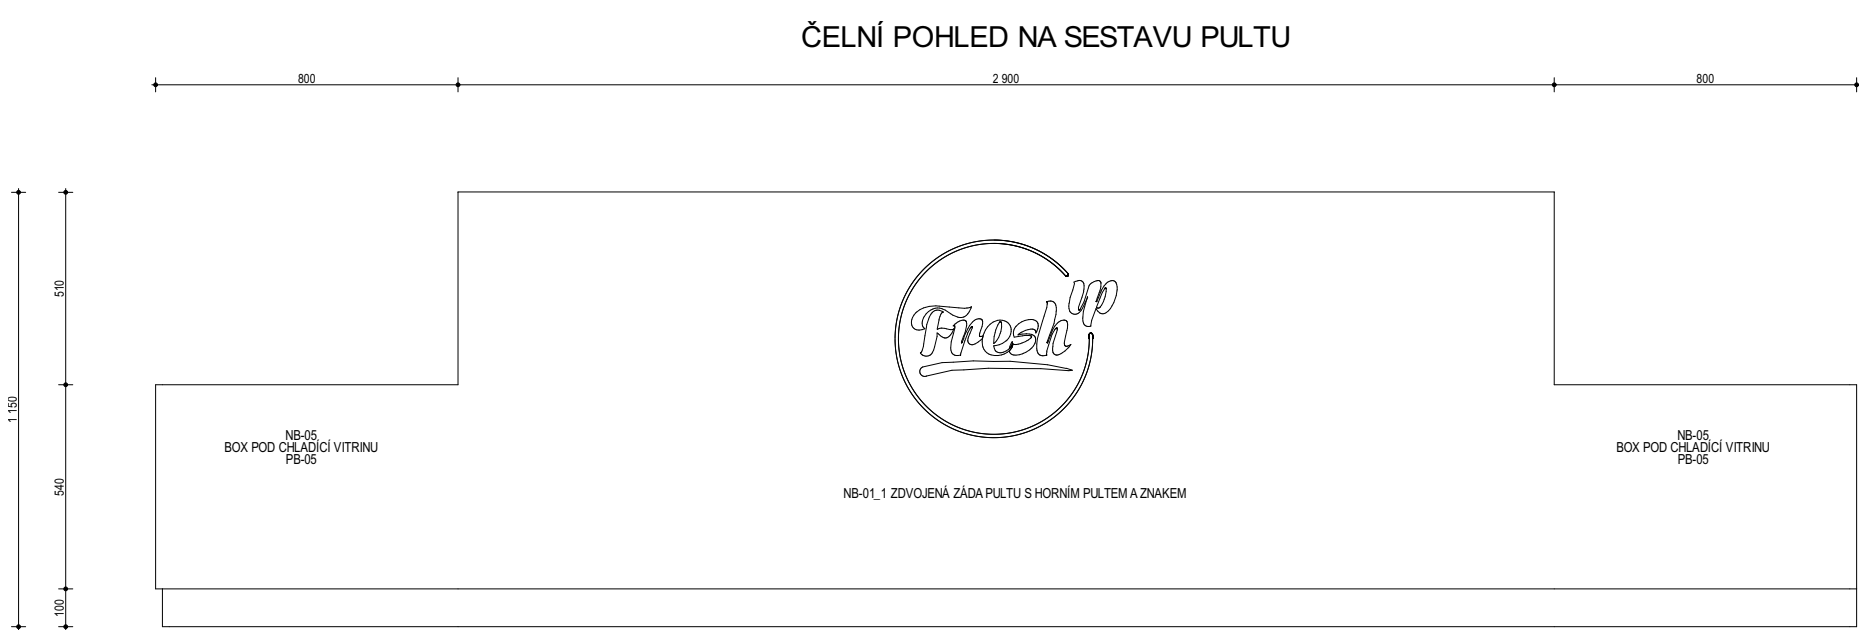 ČELNÍ POHLED NA SESTAVU PULTU
800
2 900
800
510
1 150
540
100
Fresh up
NB-05,
BOX POD CHLADÍCÍ VITRINU
PB-05
NB-05,
BOX POD CHLADÍCÍ VITRINU
PB-05
NB-01_1 ZDVOJENÁ ZÁDA PULTU S HORNÍM PULTEM A ZNAKEM